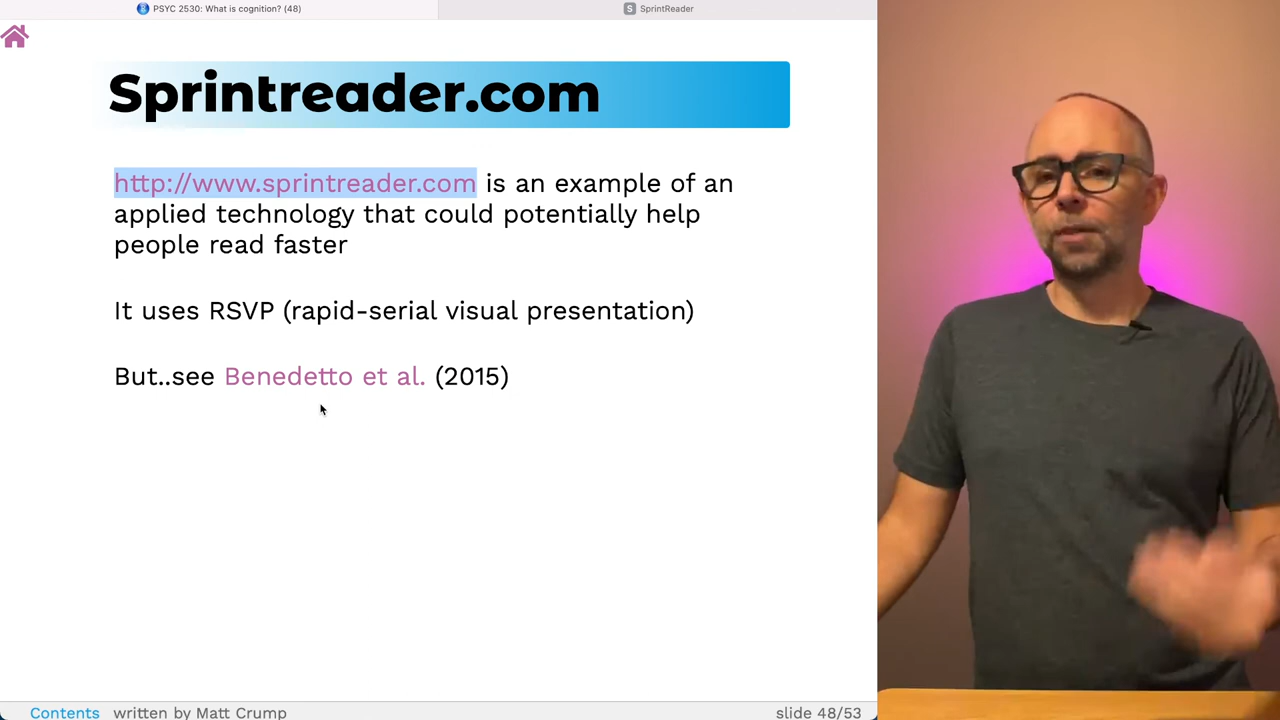 PSYC 2530: What is cognition? (48)
S SprintReader
Sprintreader.com
http://www.sprintreader.com is an example of an
applied technology that could potentially help
people read faster
It uses RSVP (rapid-serial visual presentation)
But..see Benedetto et al. (2015)
Contents written by Matt Crump slide 48/53